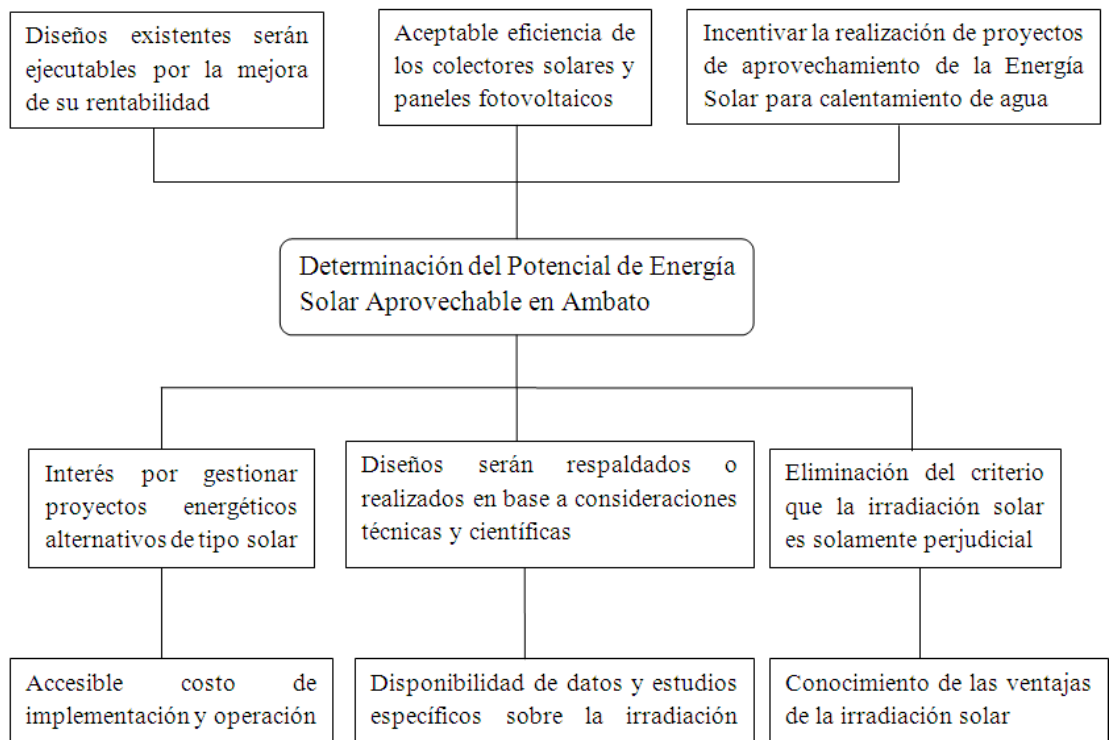 Diseños existentes serán
ejecutables por la mejora
de su rentabilidad
Aceptable eficiencia de
los colectores solares y
paneles fotovoltaicos
Incentivar la realización de proyectos
de aprovechamiento de la Energía
Solar para calentamiento de agua
Determinación del Potencial de Energía
Solar Aprovechable en Ambato
Interés por gestionar
proyectos energéticos
alternativos de tipo solar
Diseños serán respaldados o
realizados en base a consideraciones
técnicas y científicas
Eliminación del criterio
que la irradiación solar
es solamente perjudicial
Accesible costo de
implementación y operación
Disponibilidad de datos y estudios
específicos sobre la irradiación
Conocimiento de las ventajas
de la irradiación solar